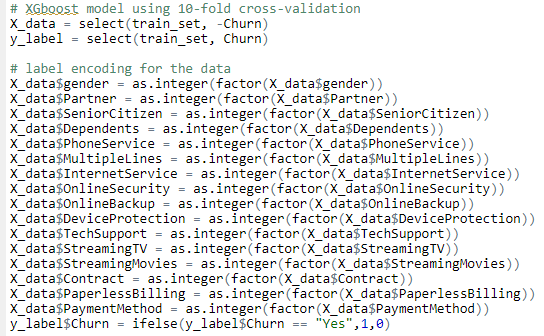 # XGboost model using 10-fold cross-validation
X_data = select(train_set, -Churn)
y_label = select(train_set, Churn)
# label encoding for the data
X_data$gender = as.integer(factor(X_data$gender))
X_data$Partner = as.integer(factor(X_data$Partner))
X_data$SeniorCitizen = as.integer(factor(X_data$SeniorCitizen))
X_data$Dependents = as.integer(factor(X_data$Dependents))
X_data$PhoneService = as.integer(factor(X_data$PhoneService))
X_data$MultipleLines = as.integer(factor(X_data$MultipleLines))
X_data$InternetService = as.integer(factor(X_data$InternetService))
X_data$OnlineSecurity = as.integer(factor(X_data$OnlineSecurity))
X_data$OnlineBackup = as.integer(factor(X_data$OnlineBackup))
X_data$DeviceProtection = as.integer(factor(X_data$DeviceProtection))
X_data$TechSupport = as.integer(factor(X_data$TechSupport))
X_data$StreamingTV = as.integer(factor(X_data$StreamingTV))
X_data$StreamingMovies = as.integer(factor(X_data$StreamingMovies))
X_data$Contract = as.integer(factor(X_data$Contract))
X_data$PaperlessBilling = as.integer(factor(X_data$PaperlessBilling))
X_data$PaymentMethod = as.integer(factor(X_data$PaymentMethod))
y_label$Churn = ifelse(y_label$Churn == "Yes",1,0)